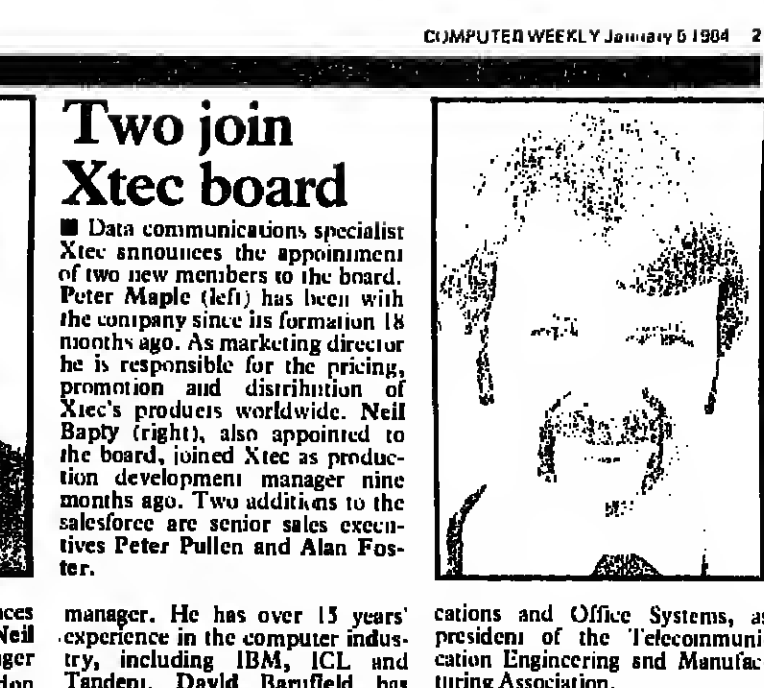 COMPUTER WEEKLY January 5 1984 2
Two join
Xtec board
■ Data communications specialist
Xtec announces the appointment
of two new members to the board.
Peter Maple (left) has been with
the company since its formation 18
months ago. As marketing director
he is responsible for the pricing,
promotion and distribution of
Xtec's products worldwide. Neil
Bapty (right), also appointed to
the board, joined Xtec as produc-
tion development manager nine
months ago. Two additions to the
salesforce are senior sales execu-
tives Peter Pullen and Alan Fos-
ter.
nces
Neil
ager
don
manager. He has over 15 years'
experience in the computer indus-
try, including IBM, ICL and
Tandem. David Barnfield has
cations and Office Systems, as
president of the Telecommuni
cation Engineering and Manufac
turing Association.